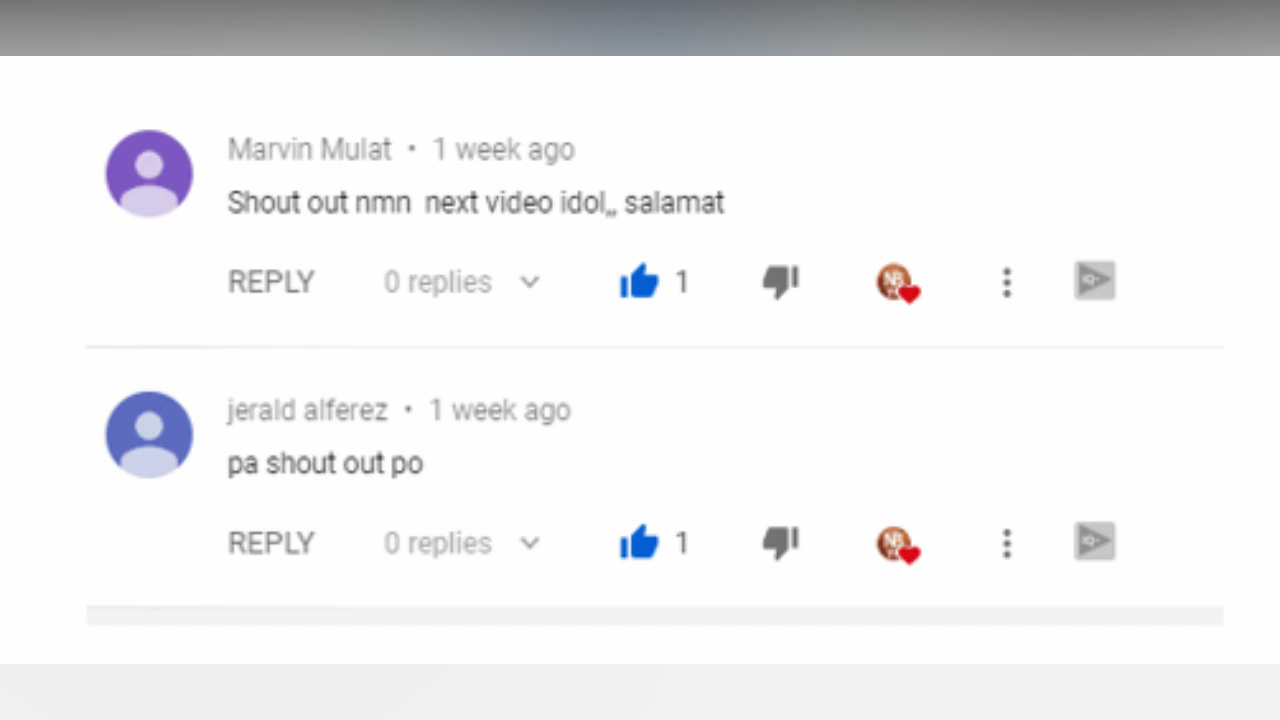 Marvin Mulat • 1 week ago
Shout out nmn next video idol,, salamat
REPLY 0 replies 1
jerald alferez • 1 week ago
pa shout out po
REPLY 0 replies 1